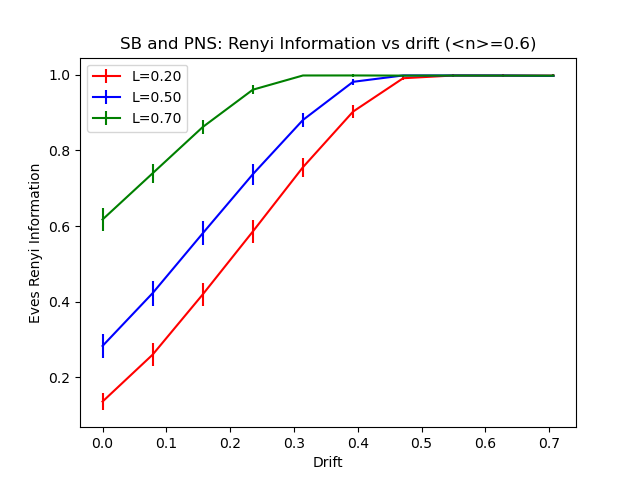 SB and PNS: Renyi Information vs drift (<n>=0.6)
L=0.20
L=0.50
L=0.70
Eves Renyi Information
1.0
0.8
0.6
0.4
0.2
0.0 0.1 0.2 0.3 0.4 0.5 0.6 0.7
Drift